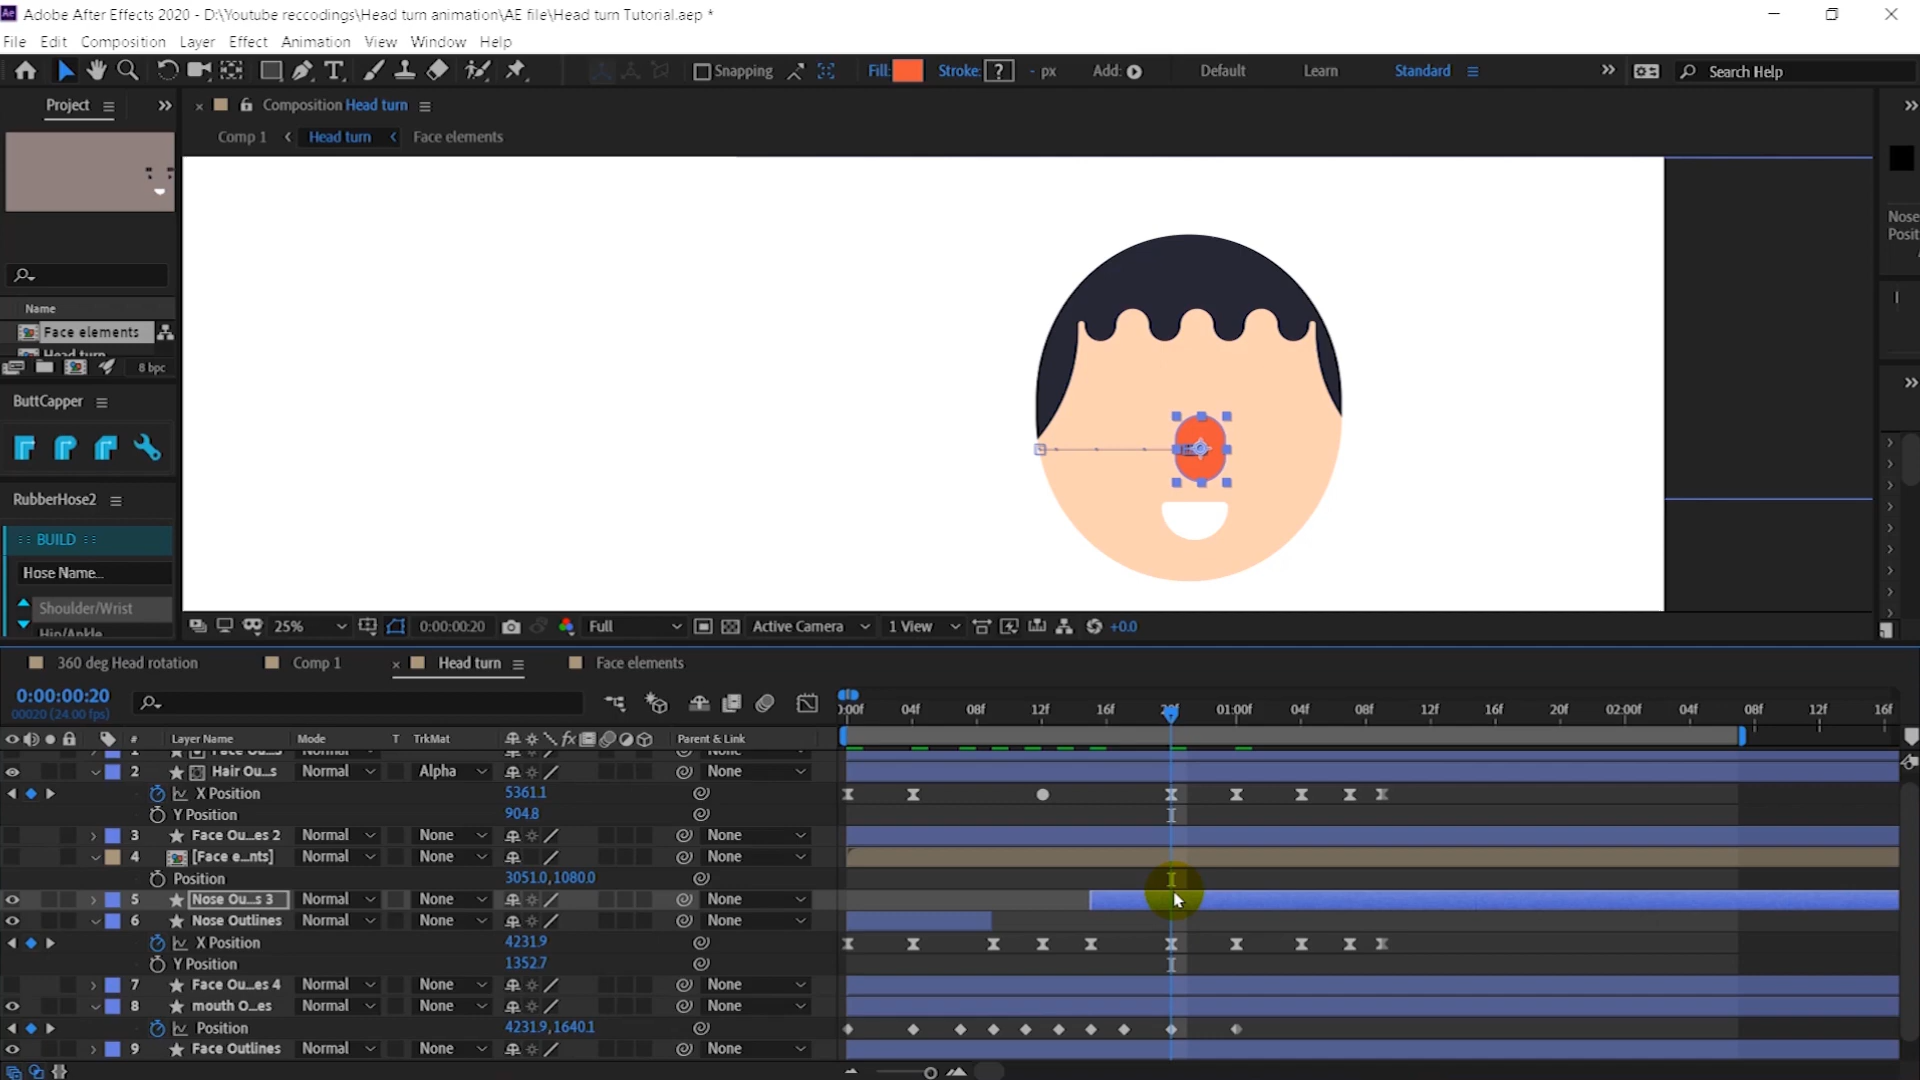 Ae Adobe After Effects 2020 - D:\Youtube reccodings\Head turn animation\AE file\Head turn Tutorial.aep *
File Edit Composition Layer Effect Animation View Window Help
Snapping Fill: Stroke: ? - px Add: Default Learn Standard Search Help
Project
Composition Head turn
Comp 1 Head turn Face elements
Nose
Posit
Name
Face elements
Head turn
8 bpc
ButtCapper
RubberHose2
BUILD
Hose Name...
Shoulder/Wrist
Hip/Ankle
25% 0:00:00:20 Full Active Camera 1 View +0.0
360 deg Head rotation Comp 1 Head turn Face elements
0:00:00:20
00020 (24.00 fps)
):00f 04f 08f 12f 16f 20f 01:00f 04f 08f 12f 16f 20f 02:00f 04f 08f 12f 16f
# Layer Name Mode T TrkMat Parent & Link
2 Hair Ou...s Normal Alpha None
X Position 5361.1
Y Position 904.8
3 Face Ou...es 2 Normal None None
4 [Face e...nts] Normal None None
Position 3051.0,1080.0
5 Nose Ou...s 3 Normal None None
6 Nose Outlines Normal None None
X Position 4231.9
Y Position 1352.7
7 Face Ou...es 4 Normal None None
8 mouth O...es Normal None None
Position 4231.9,1640.1
9 Face Outlines Normal None None